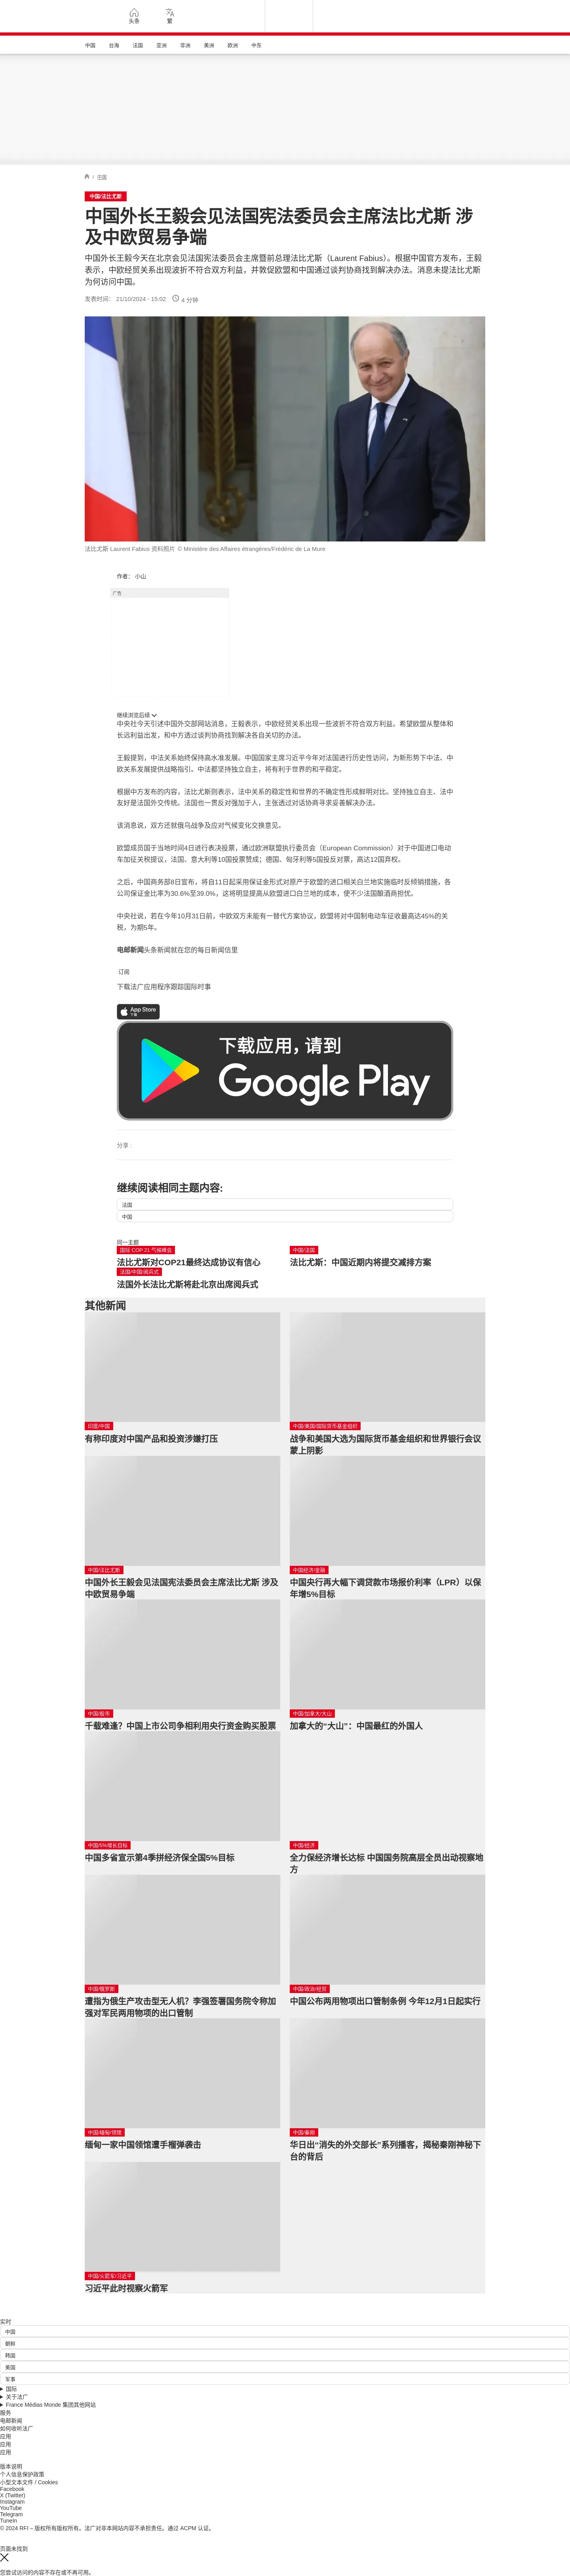 头条
繁
中国
台海
法国
亚洲
非洲
美洲
欧洲
中东
/ 中国
中国/法比尤斯
中国外长王毅会见法国宪法委员会主席法比尤斯 涉
及中欧贸易争端
中国外长王毅今天在北京会见法国宪法委员会主席暨前总理法比尤斯（Laurent Fabius）。根据中国官方发布，王毅
表示，中欧经贸关系出现波折不符合双方利益，并敦促欧盟和中国通过谈判协商找到解决办法。消息未提法比尤斯
为何访问中国。
发表时间： 21/10/2024 - 15:02
4 分钟
法比尤斯 Laurent Fabius 资料照片 © Ministère des Affaires étrangères/Frédéric de La Mure
作者： 小山
广告
继续浏览后续
中央社今天引述中国外交部网站消息，王毅表示，中欧经贸关系出现一些波折不符合双方利益。希望欧盟从整体和
长远利益出发，和中方透过谈判协商找到解决各自关切的办法。
王毅提到，中法关系始终保持高水准发展。中国国家主席习近平今年对法国进行历史性访问，为新形势下中法、中
欧关系发展提供战略指引。中法都坚持独立自主，将有利于世界的和平稳定。
根据中方发布的内容，法比尤斯则表示，法中关系的稳定性和世界的不确定性形成鲜明对比。坚持独立自主、法中
友好是法国外交传统。法国也一贯反对强加于人，主张透过对话协商寻求妥善解决办法。
该消息说，双方还就俄乌战争及应对气候变化交换意见。
欧盟成员国于当地时间4日进行表决投票，通过欧洲联盟执行委员会（European Commission）对于中国进口电动
车加征关税提议，法国、意大利等10国投票赞成；德国、匈牙利等5国投反对票，高达12国弃权。
之后，中国商务部8日宣布，将自11日起采用保证金形式对原产于欧盟的进口相关白兰地实施临时反倾销措施，各
公司保证金比率为30.6%至39.0%，这将明显提高从欧盟进口白兰地的成本，使不少法国酿酒商担忧。
中央社说，若在今年10月31日前，中欧双方未能有一替代方案协议，欧盟将对中国制电动车征收最高达45%的关
税，为期5年。
电邮新闻头条新闻就在您的每日新闻信里
订阅
下载法广应用程序跟踪国际时事
App Store
下载
下载应用，请到
Google Play
分享 :
继续阅读相同主题内容:
法国
中国
同一主题
国际 COP 21 气候峰会
法比尤斯对COP21最终达成协议有信心
中国/法国
法比尤斯：中国近期内将提交减排方案
法国/中国/阅兵式
法国外长法比尤斯将赴北京出席阅兵式
其他新闻
印度/中国
有称印度对中国产品和投资涉嫌打压
中国/美国/国际货币基金组织
战争和美国大选为国际货币基金组织和世界银行会议
蒙上阴影
中国/法比尤斯
中国外长王毅会见法国宪法委员会主席法比尤斯 涉及
中欧贸易争端
中国经济/金融
中国央行再大幅下调贷款市场报价利率（LPR）以保
年增5%目标
中国/股市
千载难逢？中国上市公司争相利用央行资金购买股票
中国/加拿大/大山
加拿大的“大山”：中国最红的外国人
中国/5%增长目标
中国多省宣示第4季拼经济保全国5%目标
中国/经济
全力保经济增长达标 中国国务院高层全员出动视察地
方
中国/俄罗斯
遭指为俄生产攻击型无人机？李强签署国务院令称加
强对军民两用物项的出口管制
中国/政治/经贸
中国公布两用物项出口管制条例 今年12月1日起实行
中国/缅甸/领馆
缅甸一家中国领馆遭手榴弹袭击
中国/秦刚
华日出“消失的外交部长”系列播客，揭秘秦刚神秘下
台的背后
中国/火箭军/习近平
习近平此时视察火箭军
实时
中国
朝鲜
韩国
美国
军事
国际
关于法广
France Médias Monde 集团其他网站
服务
电邮新闻
如何收听法广
应用
应用
应用
版本说明
个人信息保护政策
小型文本文件 / Cookies
Facebook
X (Twitter)
Instagram
YouTube
Telegram
TuneIn
© 2024 RFI – 版权所有版权所有。法广对非本网站内容不承担责任。通过 ACPM 认证。
页面未找到
您尝试访问的内容不存在或不再可用。